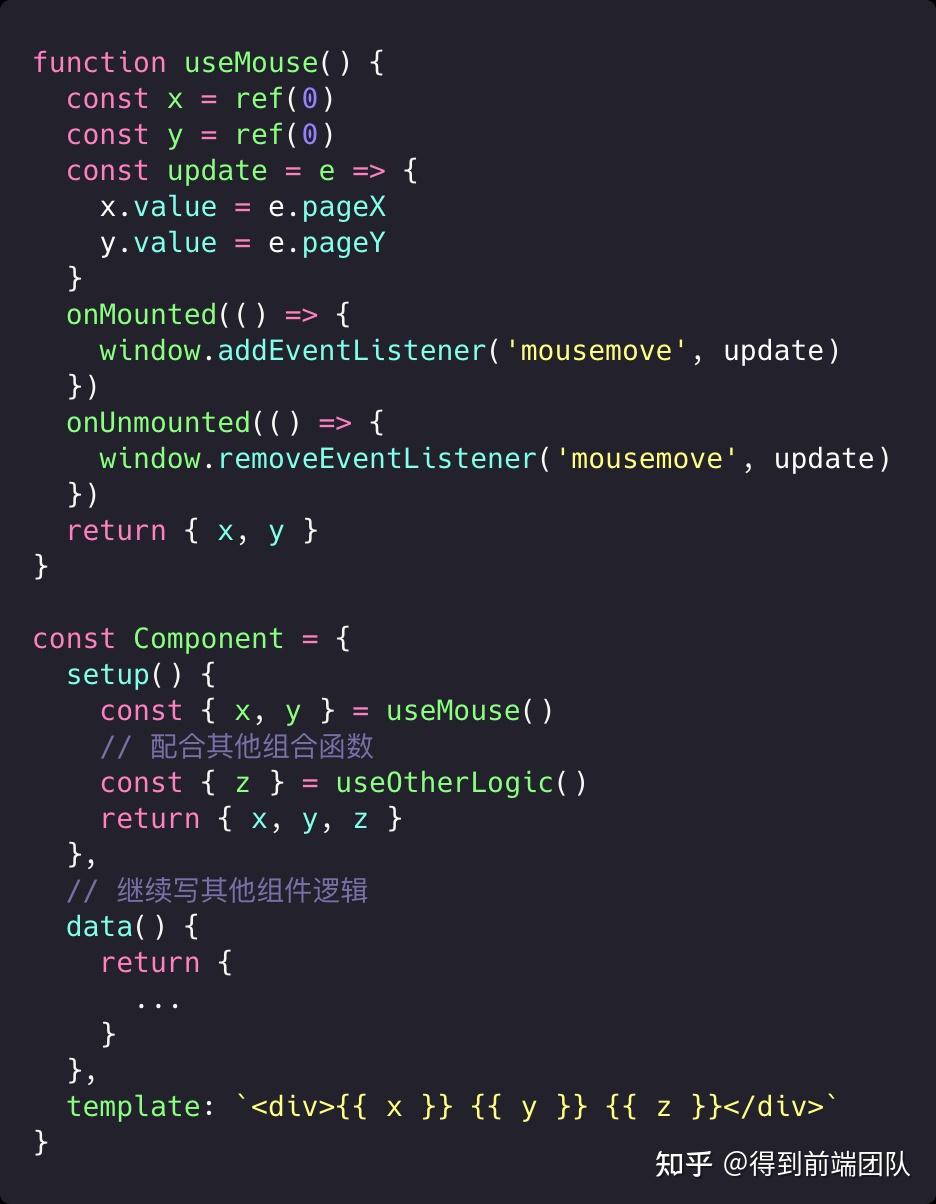 function useMouse() {
  const x = ref(0)
  const y = ref(0)
  const update = e => {
    x.value = e.pageX
    y.value = e.pageY
  }
  onMounted(() => {
    window.addEventListener('mousemove', update)
  })
  onUnmounted(() => {
    window.removeEventListener('mousemove', update)
  })
  return { x, y }
}

const Component = {
  setup() {
    const { x, y } = useMouse()
    // 配合其他组合函数
    const { z } = useOtherLogic()
    return { x, y, z }
  },
  // 继续写其他组件逻辑
  data() {
    return {
      ...
    }
  },
  template: `<div>{{ x }} {{ y }} {{ z }}</div>`
}
知乎 @得到前端团队